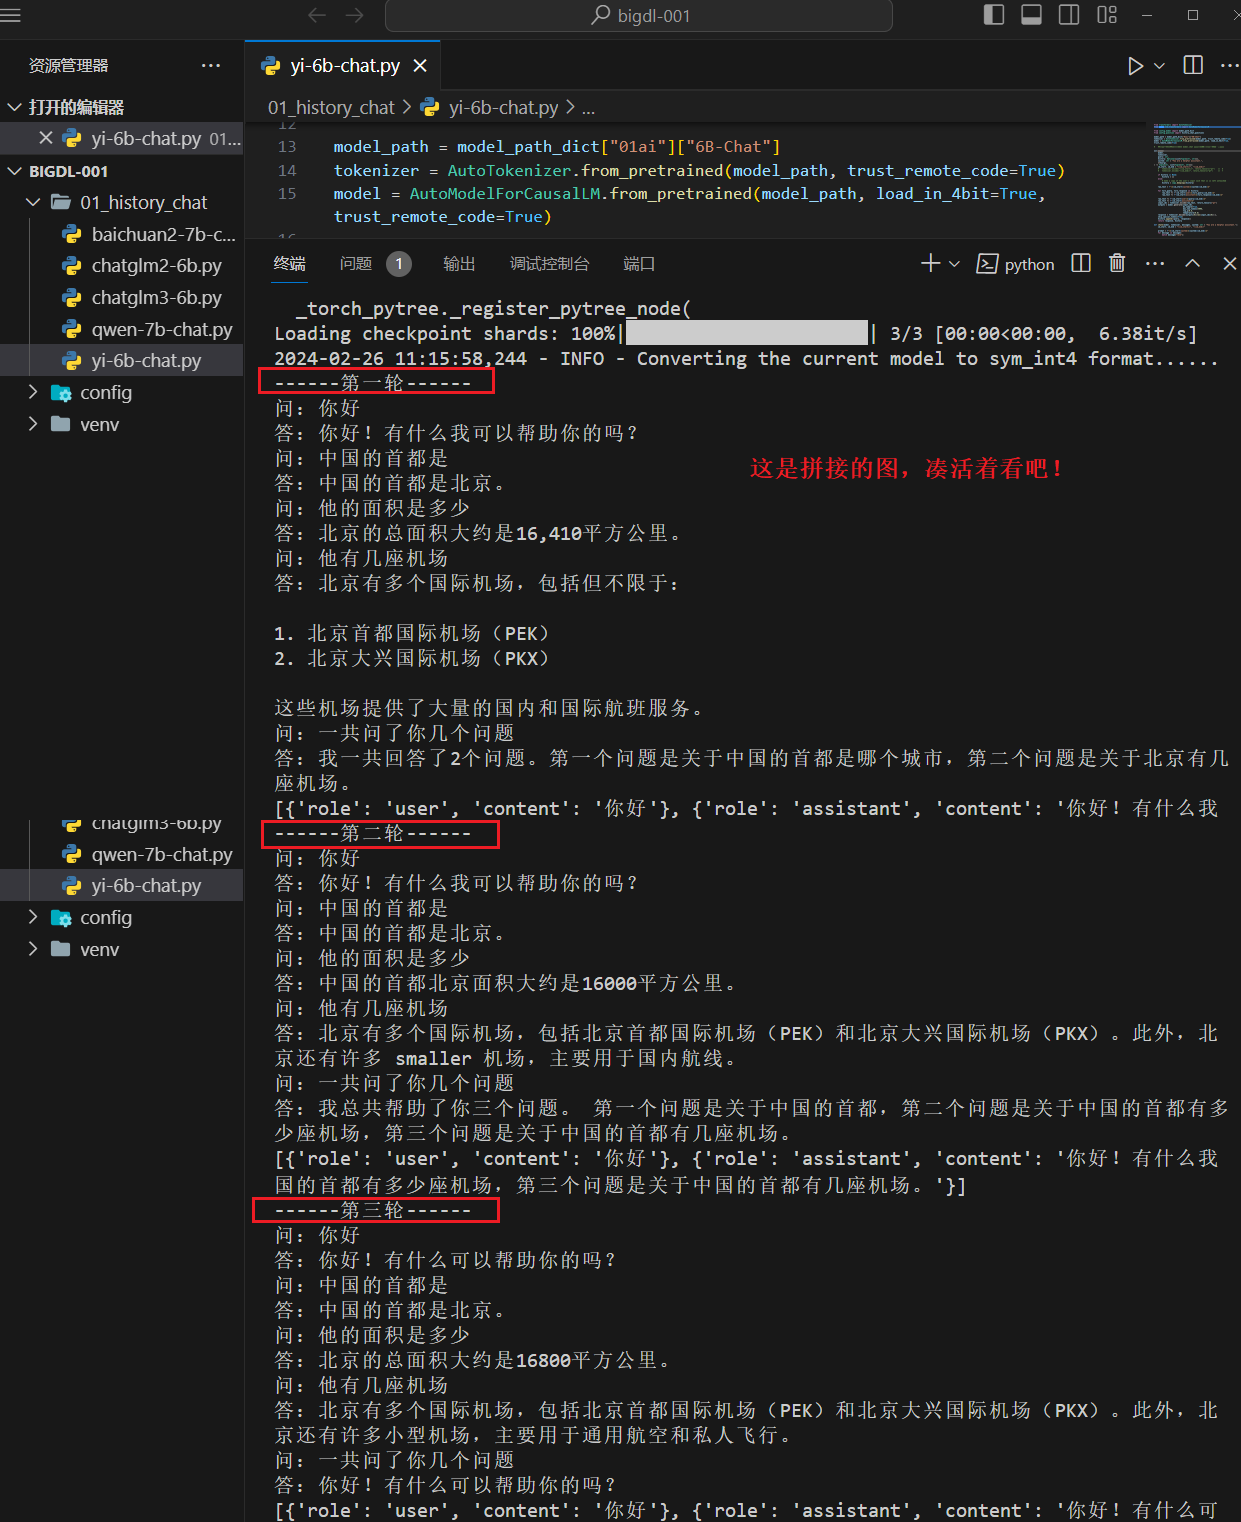 bigdl-001
资源管理器
打开的编辑器
yi-6b-chat.py 01...
BIGDL-001
01_history_chat
baichuan2-7b-c...
chatglm2-6b.py
chatglm3-6b.py
qwen-7b-chat.py
yi-6b-chat.py
config
venv
chatglm3-6b.py
qwen-7b-chat.py
yi-6b-chat.py
config
venv
yi-6b-chat.py
01_history_chat > yi-6b-chat.py > ...
12
13 model_path = model_path_dict["01ai"]["6B-Chat"]
14 tokenizer = AutoTokenizer.from_pretrained(model_path, trust_remote_code=True)
15 model = AutoModelForCausalLM.from_pretrained(model_path, load_in_4bit=True,
trust_remote_code=True)
16
终端 问题 1 输出 调试控制台 端口
python
_torch_pytree._register_pytree_node(
Loading checkpoint shards: 100%| | 3/3 [00:00<00:00, 6.38it/s]
2024-02-26 11:15:58,244 - INFO - Converting the current model to sym_int4 format......
------第一轮------
问: 你好
答: 你好！有什么我可以帮助你的吗？
问: 中国的首都是
这是拼接的图，凑活着看吧！
答: 中国的首都是北京。
问: 他的面积是多少
答: 北京的总面积大约是16,410平方公里。
问: 他有几座机场
答: 北京有多个国际机场，包括但不限于：
1. 北京首都国际机场（PEK）
2. 北京大兴国际机场（PKX）
这些机场提供了大量的国内和国际航班服务。
问: 一共问了你几个问题
答: 我一共回答了2个问题。第一个问题是关于中国的首都是哪个城市，第二个问题是关于北京有几
座机场。
[{'role': 'user', 'content': '你好'}, {'role': 'assistant', 'content': '你好！有什么我
------第二轮------
问: 你好
答: 你好！有什么我可以帮助你的吗？
问: 中国的首都是
答: 中国的首都是北京。
问: 他的面积是多少
答: 中国的首都北京面积大约是16000平方公里。
问: 他有几座机场
答: 北京有多个国际机场，包括北京首都国际机场（PEK）和北京大兴国际机场（PKX）。此外，北
京还有许多 smaller 机场，主要用于国内航线。
问: 一共问了你几个问题
答: 我总共帮助了你三个问题。 第一个问题是关于中国的首都，第二个问题是关于中国的首都有多
少座机场，第三个问题是关于中国的首都有几座机场。
[{'role': 'user', 'content': '你好'}, {'role': 'assistant', 'content': '你好！有什么我
国的首都有多少座机场，第三个问题是关于中国的首都有几座机场。'}]
------第三轮------
问: 你好
答: 你好！有什么可以帮助你的吗？
问: 中国的首都是
答: 中国的首都是北京。
问: 他的面积是多少
答: 北京的总面积大约是16800平方公里。
问: 他有几座机场
答: 北京有多个国际机场，包括北京首都国际机场（PEK）和北京大兴国际机场（PKX）。此外，北
京还有许多小型机场，主要用于通用航空和私人飞行。
问: 一共问了你几个问题
答: 你好！有什么可以帮助你的吗？
[{'role': 'user', 'content': '你好'}, {'role': 'assistant', 'content': '你好！有什么可